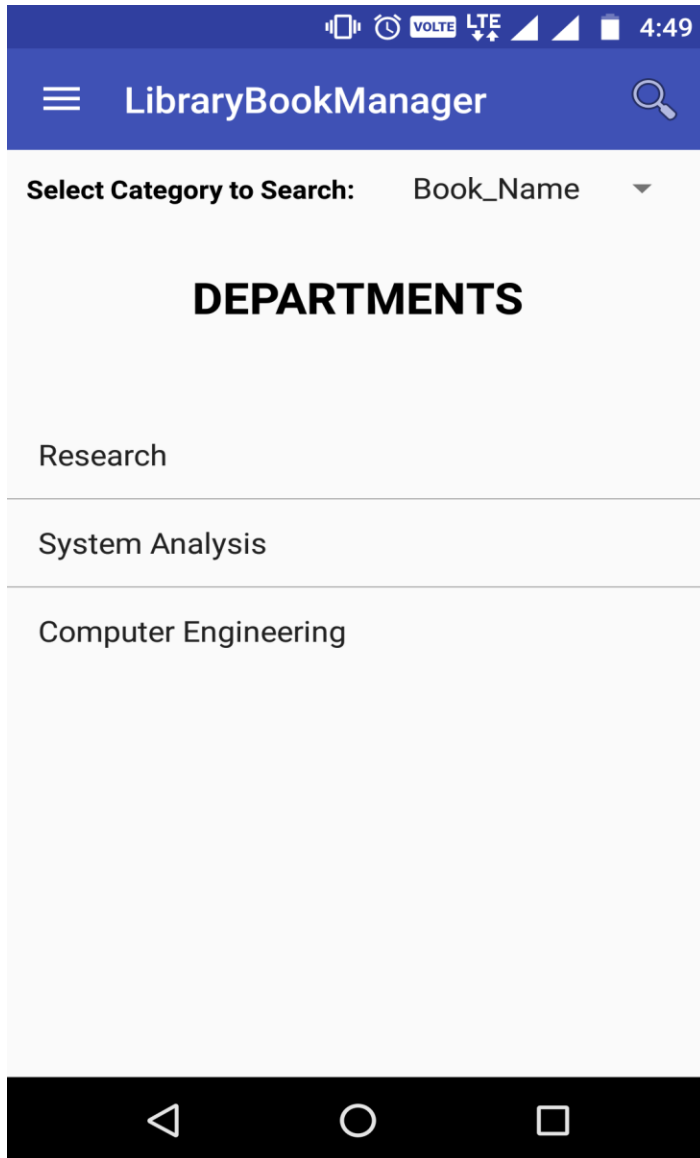 VOLTE LTE 4:49
LibraryBookManager
Select Category to Search: Book_Name
DEPARTMENTS
Research
System Analysis
Computer Engineering